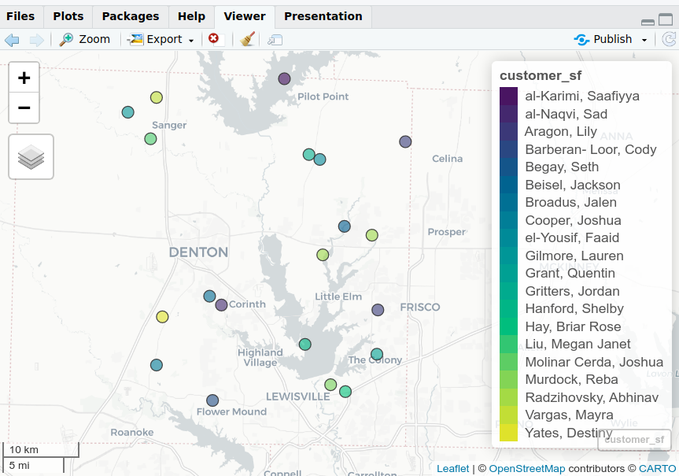 Files Plots Packages Help Viewer Presentation
Zoom Export Publish
+
−
customer_sf
al-Karimi, Saafiyya
al-Naqvi, Sad
Aragon, Lily
Barberan- Loor, Cody
Begay, Seth
Beisel, Jackson
Broadus, Jalen
Cooper, Joshua
el-Yousif, Faaid
Gilmore, Lauren
Grant, Quentin
Gritters, Jordan
Hanford, Shelby
Hay, Briar Rose
Liu, Megan Janet
Molinar Cerda, Joshua
Murdock, Reba
Radzihovsky, Abhinav
Vargas, Mayra
Yates, Destiny
Pilot Point
Sanger
ANNA
Celina
Prosper
DENTON
Little Elm
Corinth
FRISCO
Highland
Village
The Colony
LEWISVILLE
Flower Mound
Roanoke
Wylie
customer_sf
10 km
5 mi
Coppell
Leaflet | © OpenStreetMap contributors © CARTO